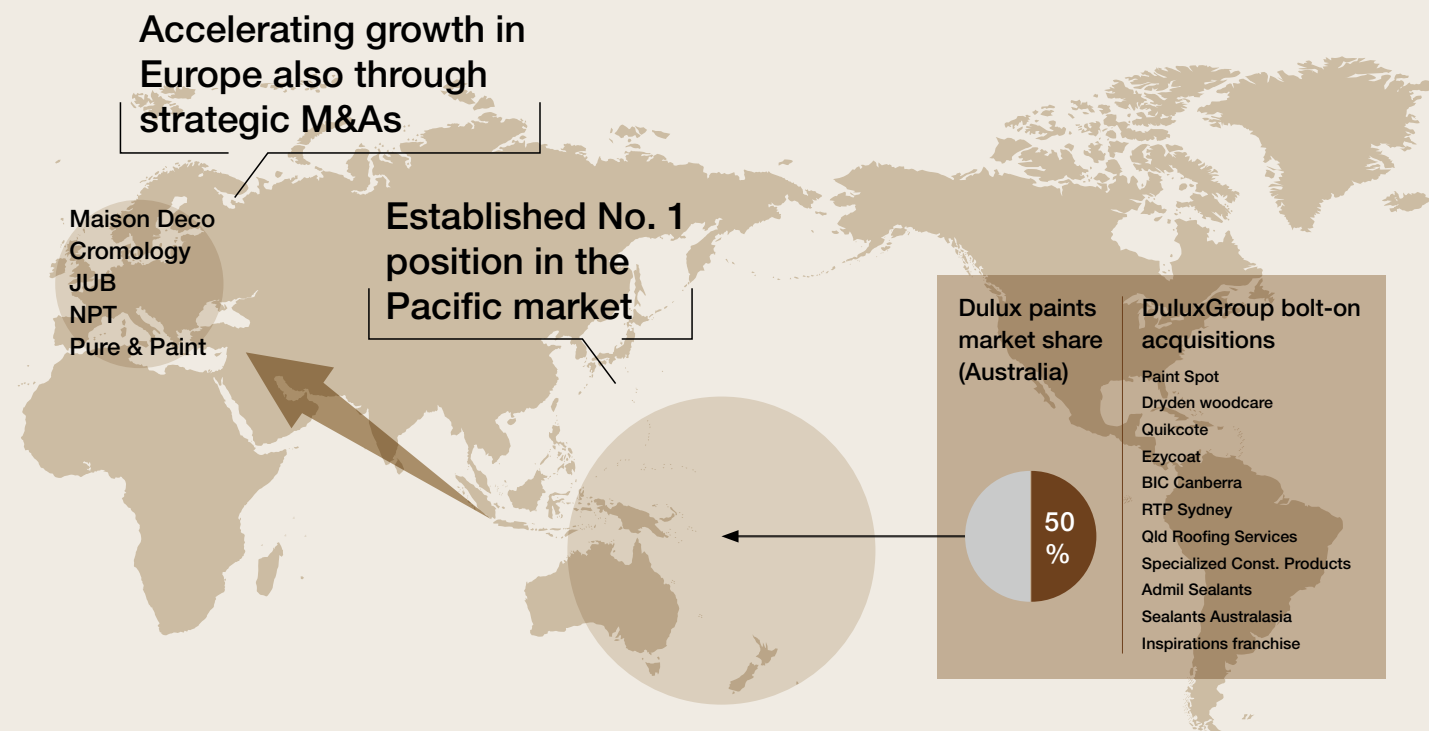 Accelerating growth in
Europe also through
strategic M&As
Maison Deco
Cromology
JUB
NPT
Pure & Paint
Established No. 1
position in the
Pacific market
Dulux paints
market share
(Australia)
50
%
DuluxGroup bolt-on
acquisitions
Paint Spot
Dryden woodcare
Quikcote
Ezycoat
BIC Canberra
RTP Sydney
Qld Roofing Services
Specialized Const. Products
Admil Sealants
Sealants Australasia
Inspirations franchise